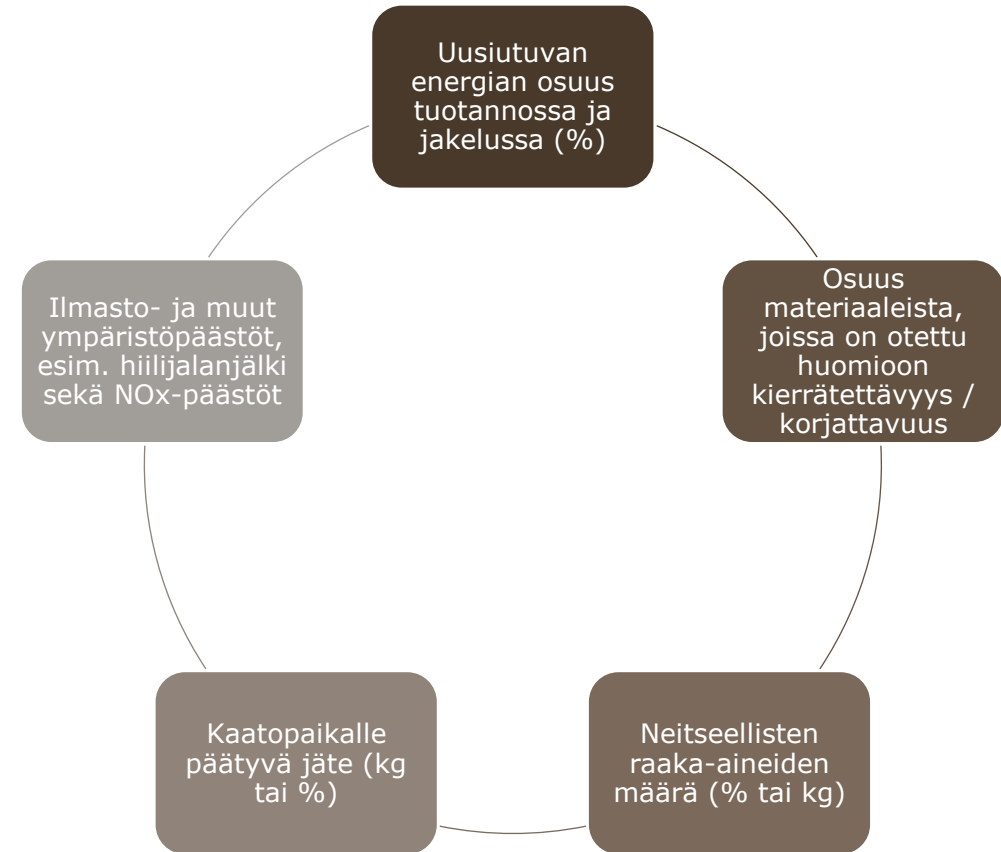 Uusiutuvan
energian osuus
tuotannossa ja
jakelussa (%)
Osuus
materiaaleista,
joissa on otettu
huomioon
kierrätettävyys /
korjattavuus
Neitseellisten
raaka-aineiden
määrä (% tai kg)
Kaatopaikalle
päätyvä jäte (kg
tai %)
Ilmasto- ja muut
ympäristöpäästöt,
esim. hiilijalanjälki
sekä NOx-päästöt